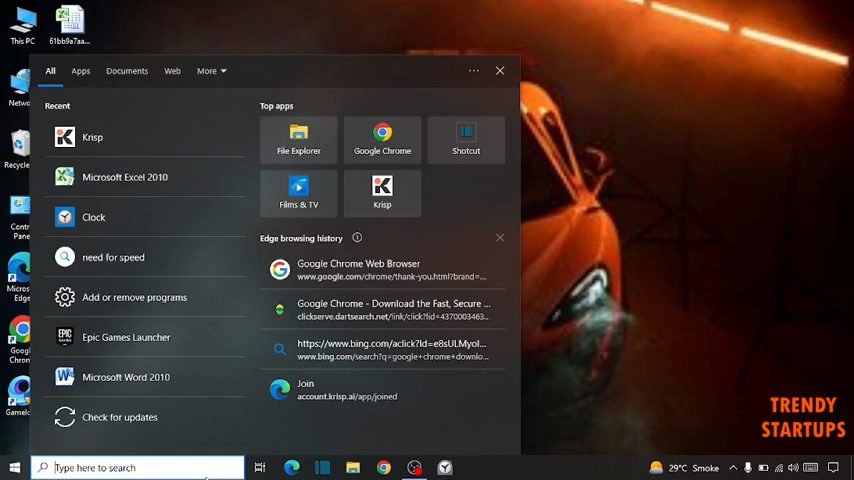 This PC
61bb9a7aa...
Netwo
Recycle
Cont
Pane
Micros
Edge
Googl
Chrom
Gamelo
All
Apps
Documents
Web
More
Recent
Krisp
Microsoft Excel 2010
Clock
need for speed
Add or remove programs
Epic Games Launcher
Microsoft Word 2010
Check for updates
Top apps
File Explorer
Google Chrome
Shotcut
Films & TV
Krisp
Edge browsing history
Google Chrome Web Browser
www.google.com/chrome/thank-you.html?brand=...
Google Chrome - Download the Fast, Secure ...
clickserve.dartsearch.net/link/click?lid=4370003463...
https://www.bing.com/aclick?ld=e8sULMyol...
www.bing.com/search?q=google+chrome+downlo...
Join
account.krisp.ai/app/joined
TRENDY
STARTUPS
Type here to search
29°C Smoke